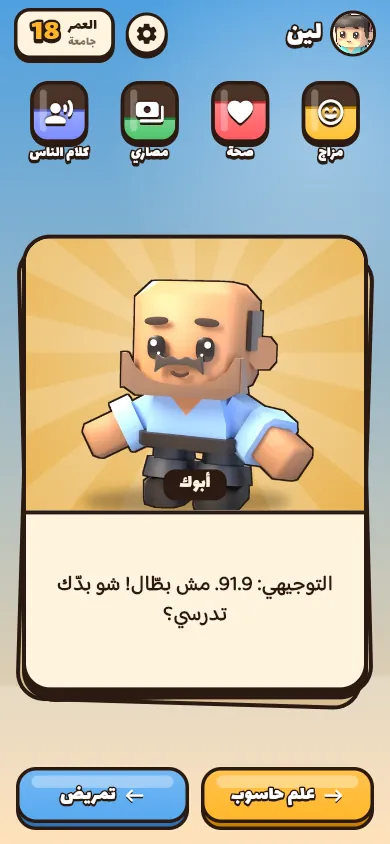 لين
العمر
جامعة
18
مزاج
صحة
مصاري
كلام الناس
أبوك
التوجيهي: 91.9. مش بطّال! شو بدّك
تدرسي؟
علم حاسوب →
تمريض ←